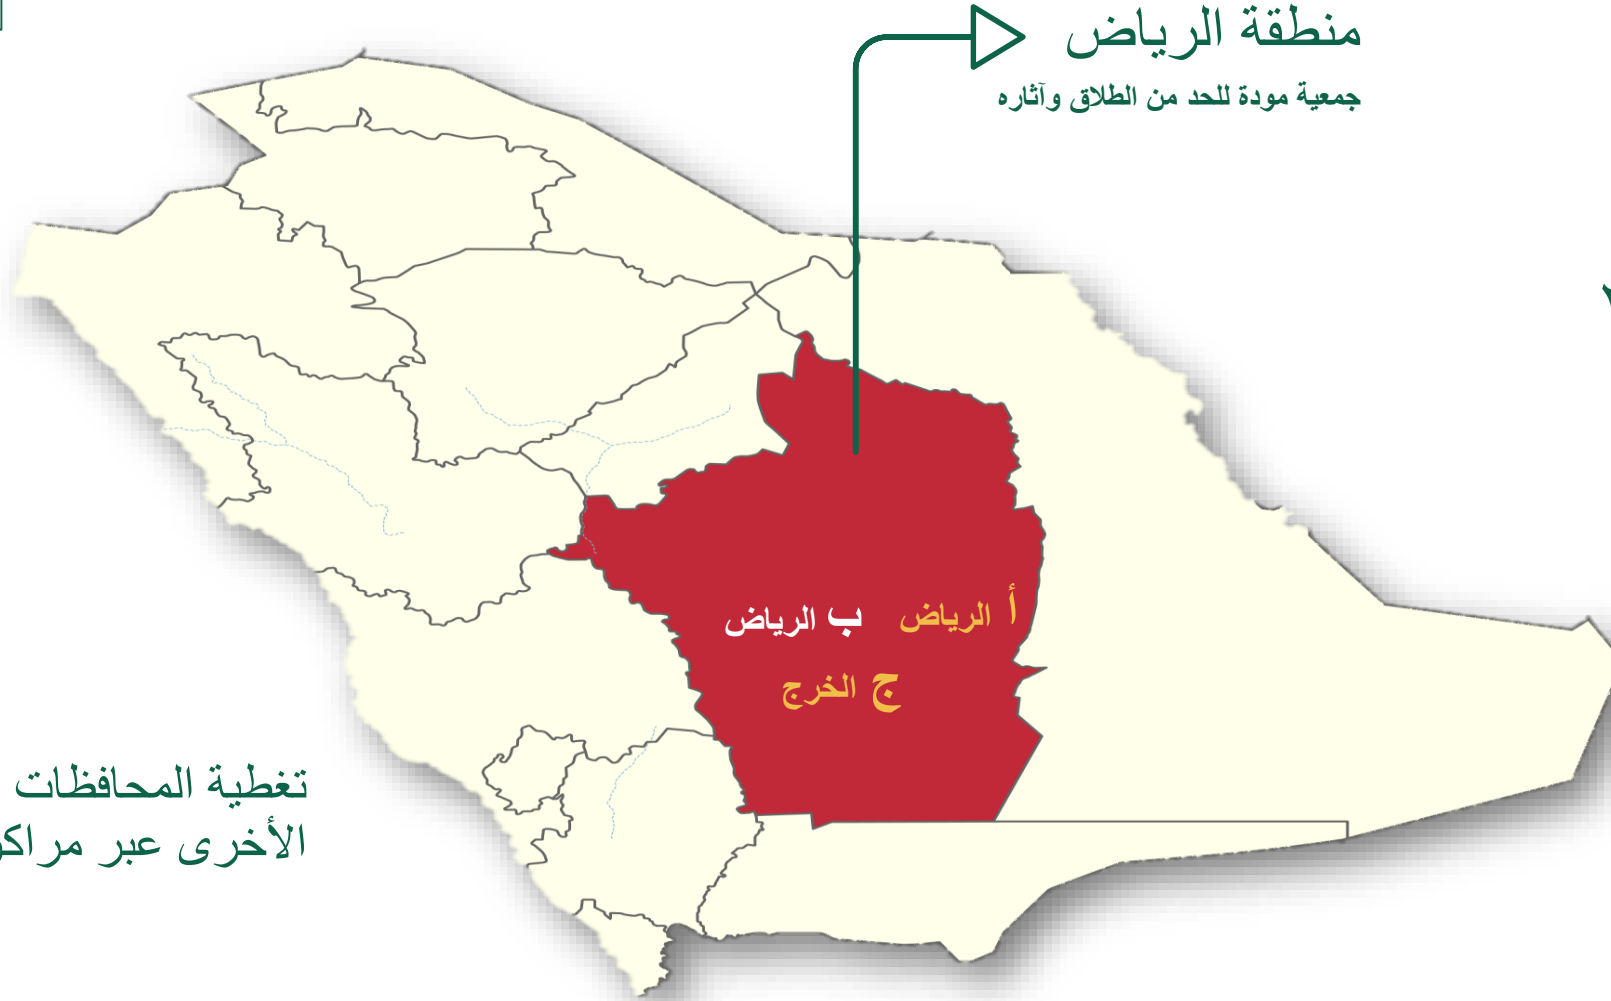 منطقة الرياض
جمعية مودة للحد من الطلاق وآثاره
أ الرياض ب الرياض
ج الخرج
تغطية المحافظات
الأخرى عبر